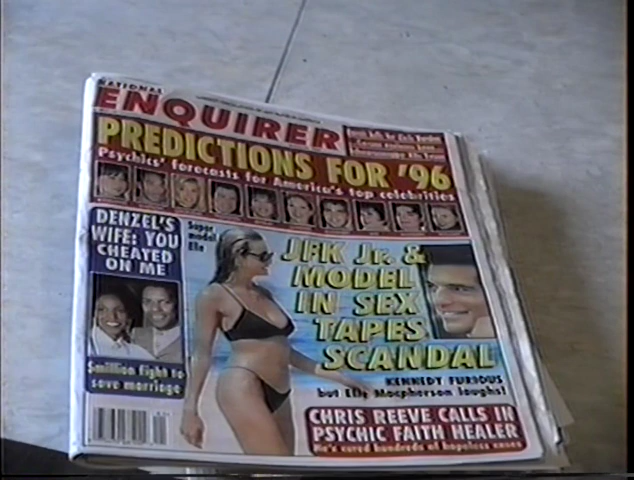 NATIONAL
ENQUIRER
PREDICTIONS FOR '96
Psychics' forecasts for America's top celebrities
DENZEL'S
WIFE: YOU
CHEATED
ON ME
$million fight to
save marriage
Super
model
Elle
JFK Jr. &
MODEL
IN SEX
TAPES
SCANDAL
KENNEDY FURIOUS
but Elle Macpherson laughs!
CHRIS REEVE CALLS IN
PSYCHIC FAITH HEALER
He's cured hundreds of hopeless cases